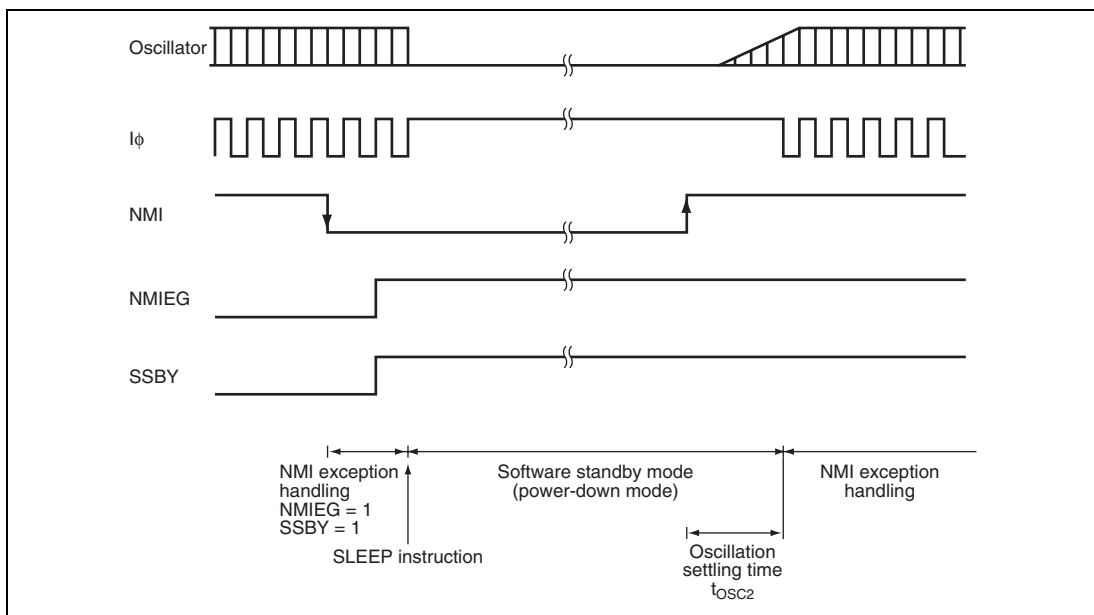 Oscillator
Iϕ
NMI
NMIEG
SSBY
NMI exception
handling
NMIEG = 1
SSBY = 1
Software standby mode
(power-down mode)
NMI exception
handling
SLEEP instruction
Oscillation
settling time
tOSC2